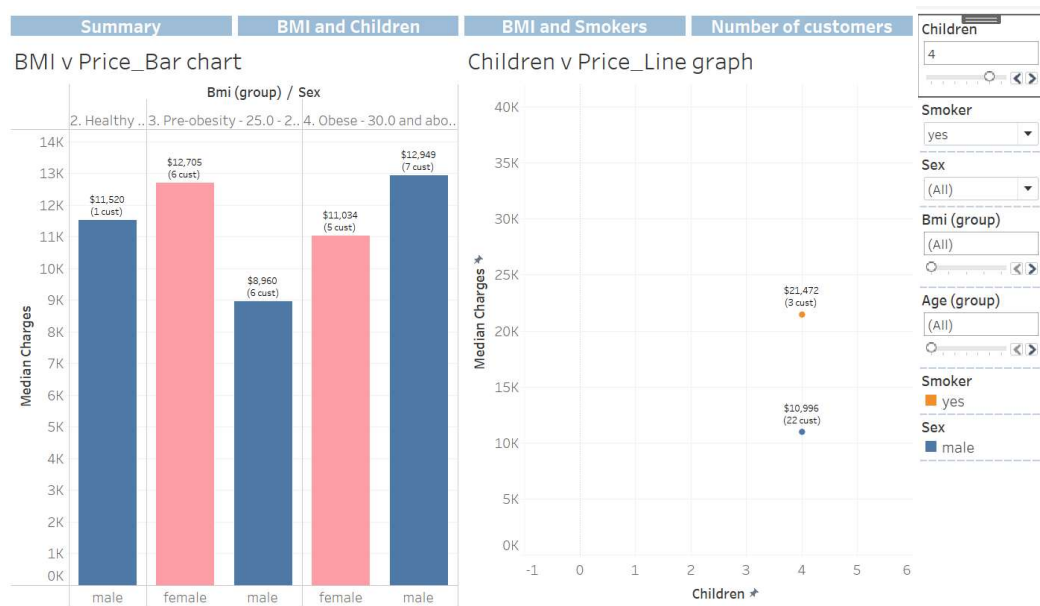 Summary
BMI and Children
BMI and Smokers
Number of customers
BMI v Price_Bar chart
Bmi (group) / Sex
2. Healthy ..
3. Pre-obesity - 25.0 - 2..
4. Obese - 30.0 and abo..
Median Charges
14K
13K
12K
11K
10K
9K
8K
7K
6K
5K
4K
3K
2K
1K
0K
$11,520
(1 cust)
$12,705
(6 cust)
$8,960
(6 cust)
$11,034
(5 cust)
$12,949
(7 cust)
male
female
male
female
male
Children v Price_Line graph
Median Charges
40K
35K
30K
25K
20K
15K
10K
5K
0K
$21,472
(3 cust)
$10,996
(22 cust)
-1
0
1
2
3
4
5
6
Children
Children
4
Smoker
yes
Sex
(All)
Bmi (group)
(All)
Age (group)
(All)
Smoker
yes
Sex
male